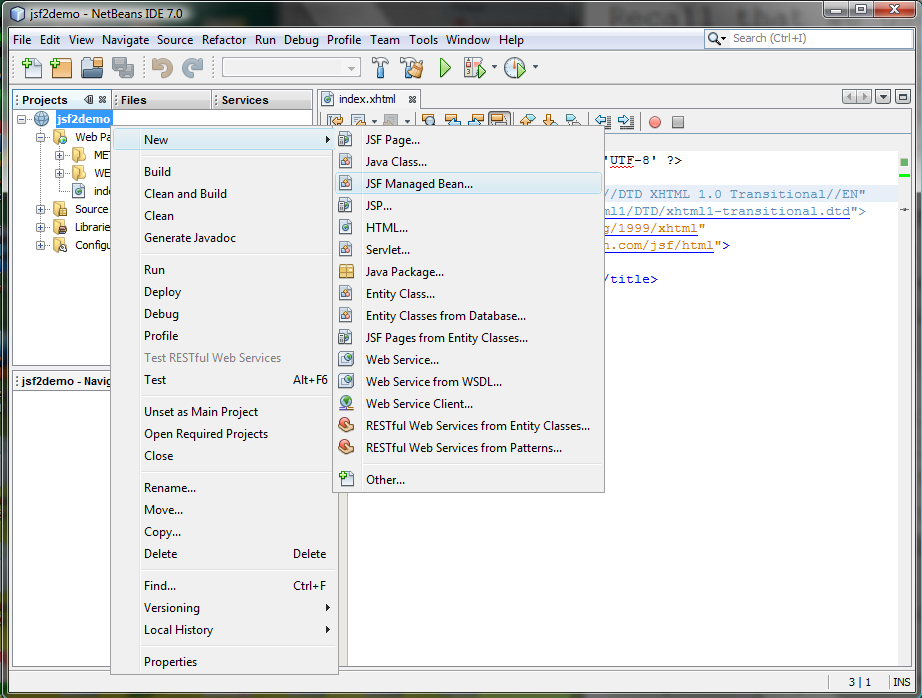 jsf2demo - NetBeans IDE 7.0
Recall that
File Edit View Navigate Source Refactor Run Debug Profile Team Tools Window Help
Search (Ctrl+I)
Projects
Files
Services
index.xhtml
jsf2demo
Web Pa
ME
WE
inde
Source
Librarie
Configu
jsf2demo - Navig
New
Build
Clean and Build
Clean
Generate Javadoc
Run
Deploy
Debug
Profile
Test RESTful Web Services
Test Alt+F6
Unset as Main Project
Open Required Projects
Close
Rename...
Move...
Copy...
Delete Delete
Find... Ctrl+F
Versioning
Local History
Properties
JSF Page...
Java Class...
JSF Managed Bean...
JSP...
HTML...
Servlet...
Java Package...
Entity Class...
Entity Classes from Database...
JSF Pages from Entity Classes...
Web Service...
Web Service from WSDL...
Web Service Client...
RESTful Web Services from Entity Classes...
RESTful Web Services from Patterns...
Other...
'UTF-8' ?>
//DTD XHTML 1.0 Transitional//EN"
ml1/DTD/xhtml1-transitional.dtd">
g/1999/xhtml"
n.com/jsf/html">
/title>
3 | 1 INS